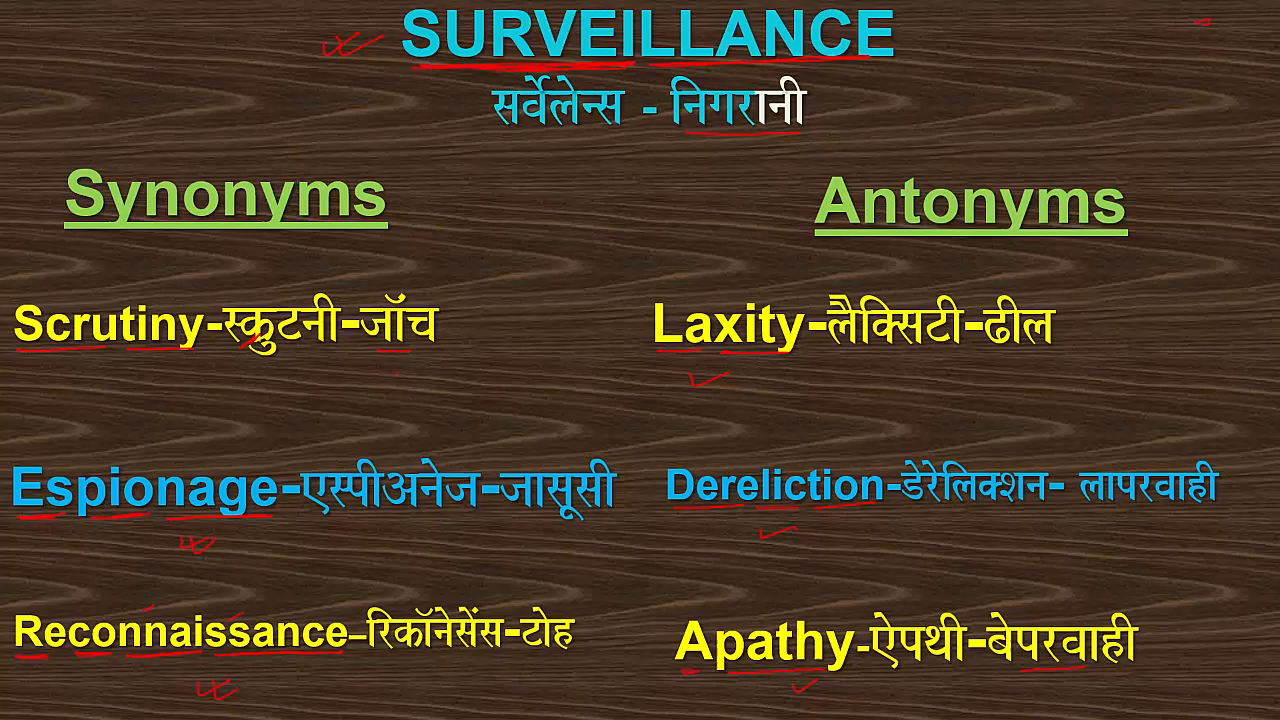 SURVEILLANCE
सर्वेलेन्स - निगरानी
Synonyms
Antonyms
Scrutiny-स्क्रुटनी-जॉच
Laxity-लैक्सिटी-ढील
Espionage-एस्पीअनेज-जासूसी
Dereliction-डेरेलिक्शन- लापरवाही
Reconnaissance–रिकॉनेसेंस-टोह
Apathy-ऐपथी-बेपरवाही